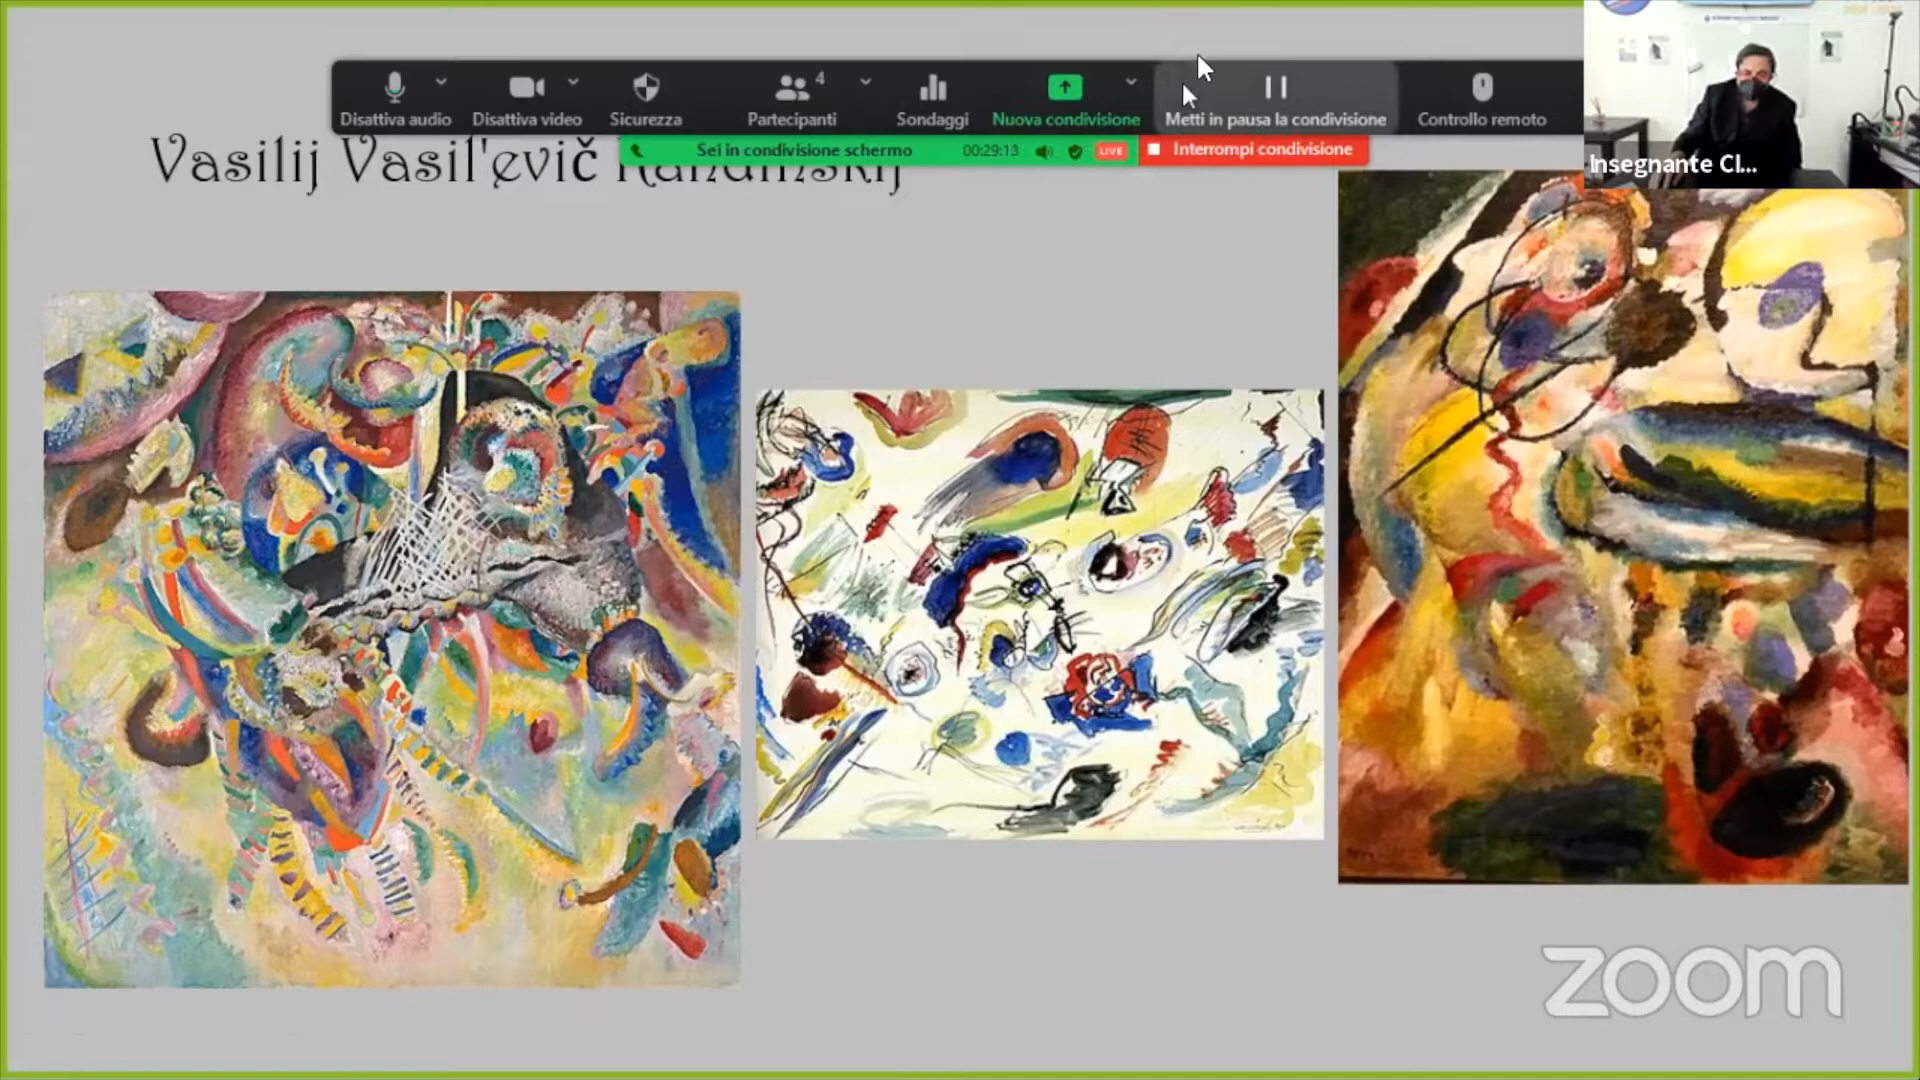 4
Disattiva audio Disattiva video Sicurezza Partecipanti Sondaggi Nuova condivisione Metti in pausa la condivisione Controllo remoto
Sei in condivisione schermo 00:29:13 LIVE Interrompi condivisione
Vasilij Vasil'evič Kandinskij
Insegnante Cl...
zoom